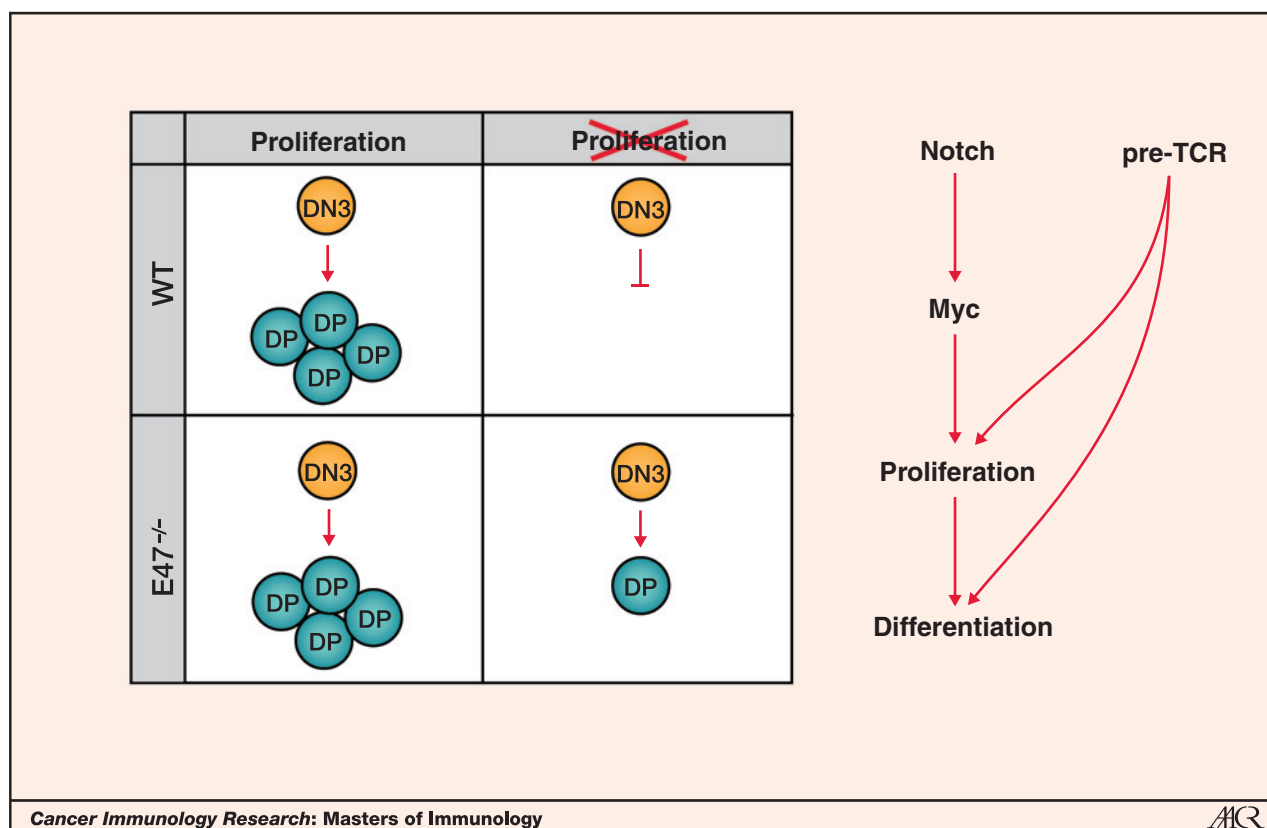 Proliferation
Proliferation
WT
DN3
DP
DP
DP
DP
DN3
E47-/-
DN3
DP
DP
DP
DP
DN3
DP
Notch
pre-TCR
Myc
Proliferation
Differentiation
Cancer Immunology Research: Masters of Immunology
AACR